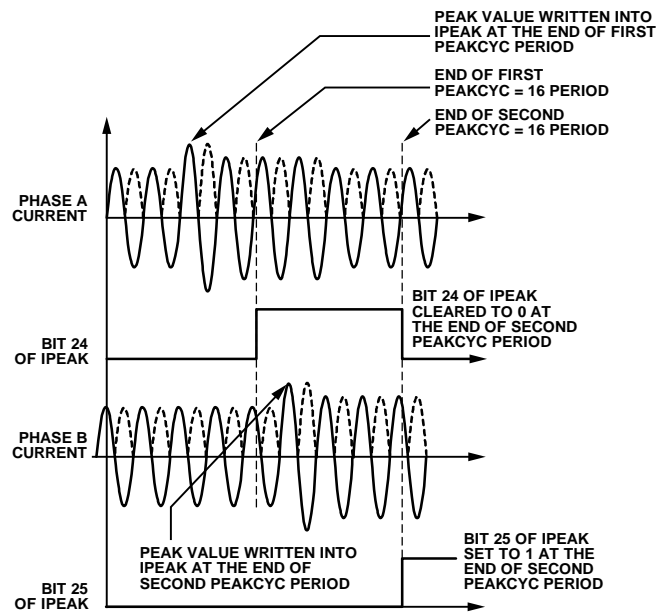 PEAK VALUE WRITTEN INTO
IPEAK AT THE END OF FIRST
PEAKCYC PERIOD
END OF FIRST
PEAKCYC = 16 PERIOD
END OF SECOND
PEAKCYC = 16 PERIOD
PHASE A
CURRENT
BIT 24 OF IPEAK
CLEARED TO 0 AT
THE END OF SECOND
PEAKCYC PERIOD
BIT 24
OF IPEAK
PHASE B
CURRENT
PEAK VALUE WRITTEN INTO
IPEAK AT THE END OF
SECOND PEAKCYC PERIOD
BIT 25 OF IPEAK
SET TO 1 AT THE
END OF SECOND
PEAKCYC PERIOD
BIT 25
OF IPEAK